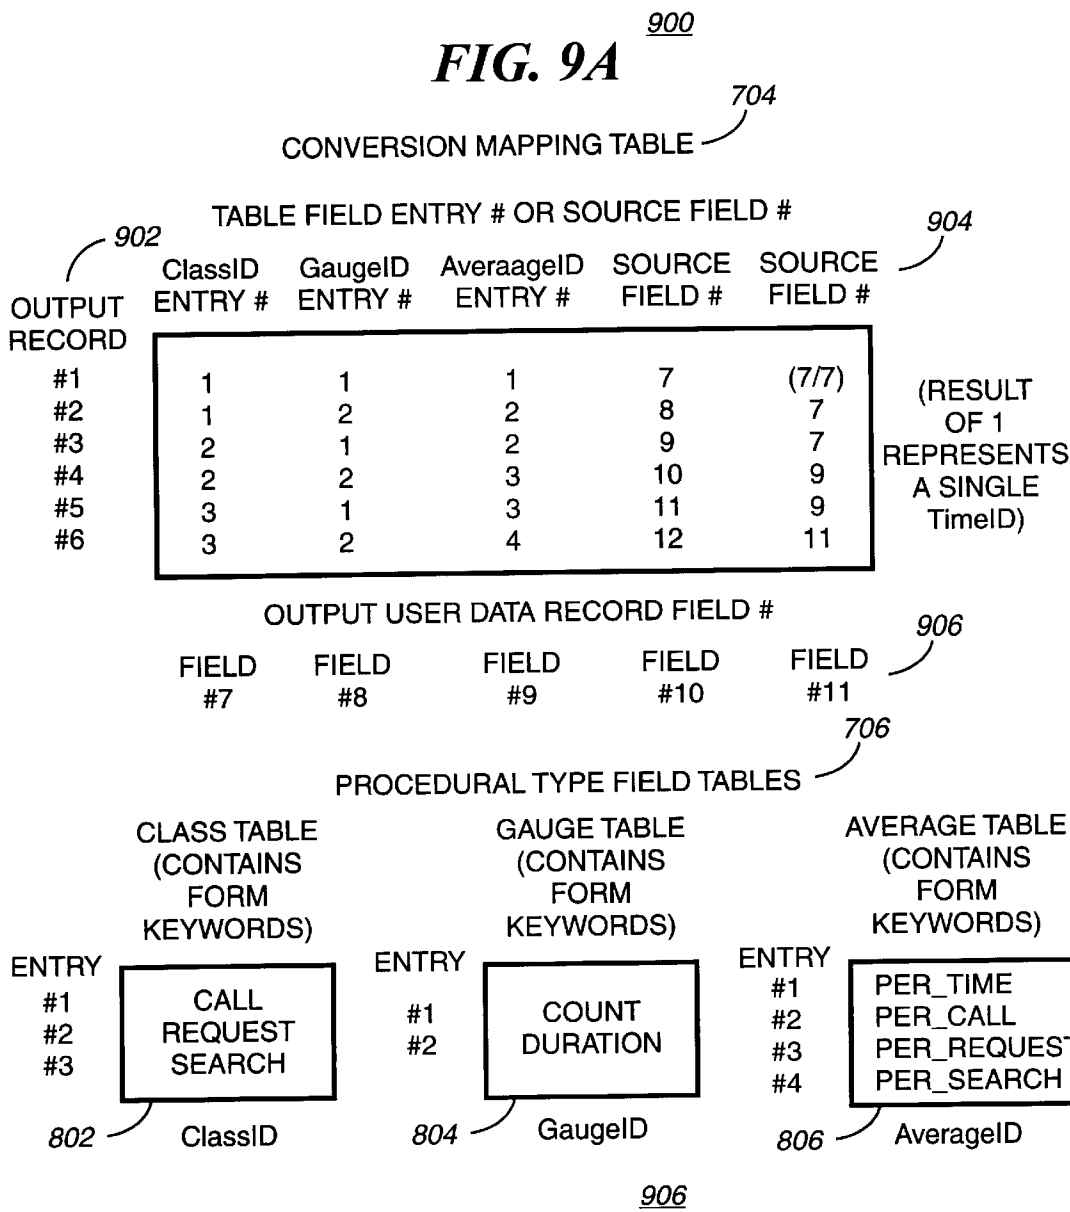 900
FIG. 9A
704
CONVERSION MAPPING TABLE
TABLE FIELD ENTRY # OR SOURCE FIELD #
902
904
ClassID GaugeID AveraageID SOURCE SOURCE
ENTRY # ENTRY # ENTRY # FIELD # FIELD #
OUTPUT
RECORD
#1 1 1 1 7 (7/7)
#2 1 2 2 8 7
#3 2 1 2 9 7
#4 2 2 3 10 9
#5 3 1 3 11 9
#6 3 2 4 12 11
(RESULT
OF 1
REPRESENTS
A SINGLE
TimeID)
OUTPUT USER DATA RECORD FIELD #
906
FIELD FIELD FIELD FIELD FIELD
#7 #8 #9 #10 #11
706
PROCEDURAL TYPE FIELD TABLES
CLASS TABLE
(CONTAINS
FORM
KEYWORDS)
ENTRY
#1 CALL
#2 REQUEST
#3 SEARCH
802 ClassID
GAUGE TABLE
(CONTAINS
FORM
KEYWORDS)
ENTRY
#1 COUNT
#2 DURATION
804 GaugeID
AVERAGE TABLE
(CONTAINS
FORM
KEYWORDS)
ENTRY
#1 PER_TIME
#2 PER_CALL
#3 PER_REQUEST
#4 PER_SEARCH
806 AverageID
906